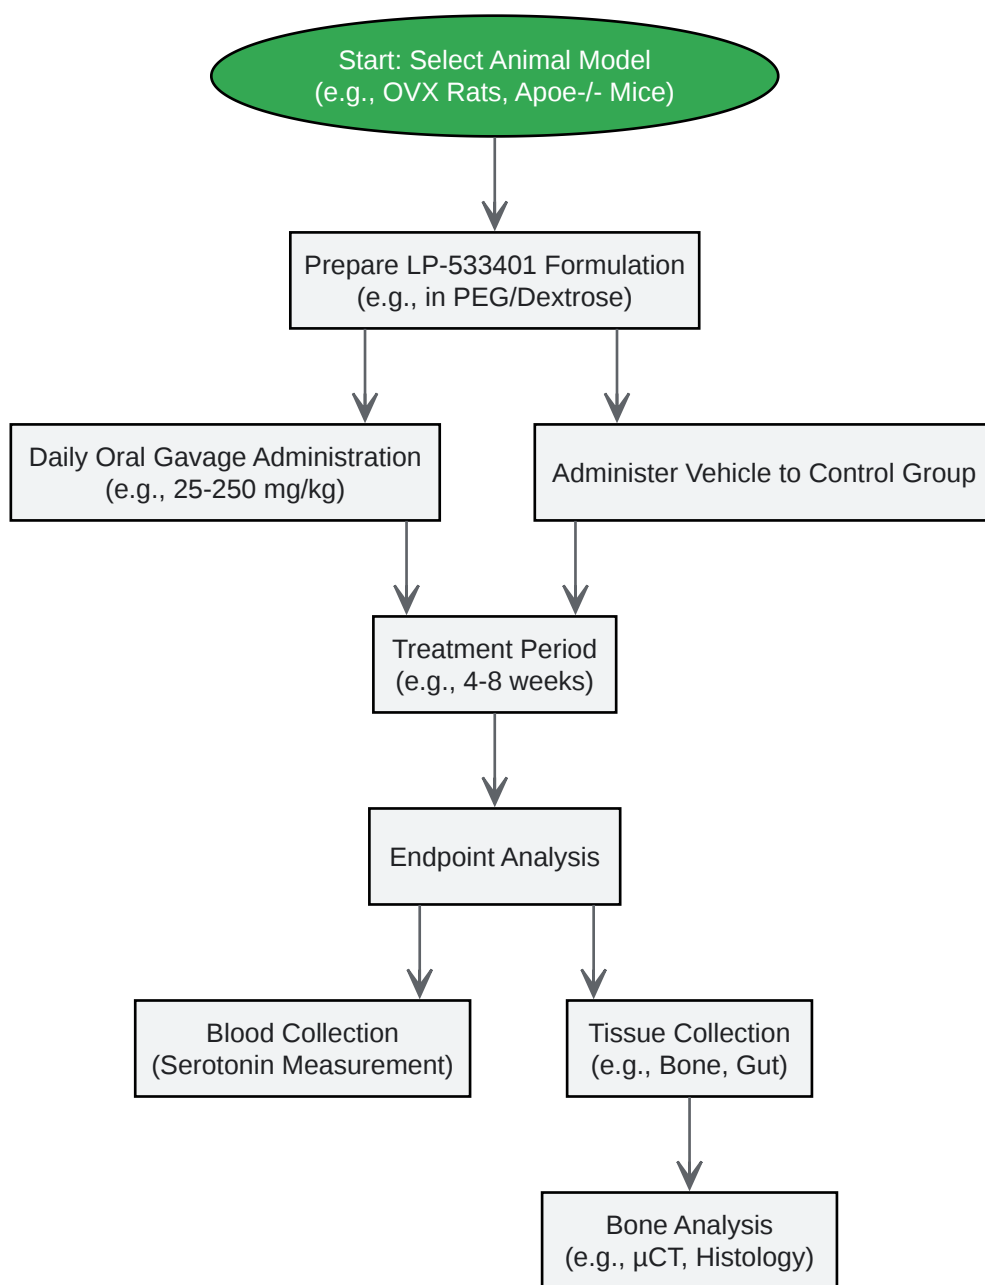 Start: Select Animal Model
(e.g., OVX Rats, Apoe-/- Mice)
Prepare LP-533401 Formulation
(e.g., in PEG/Dextrose)
Daily Oral Gavage Administration
(e.g., 25-250 mg/kg)
Administer Vehicle to Control Group
Treatment Period
(e.g., 4-8 weeks)
Endpoint Analysis
Blood Collection
(Serotonin Measurement)
Tissue Collection
(e.g., Bone, Gut)
Bone Analysis
(e.g., µCT, Histology)